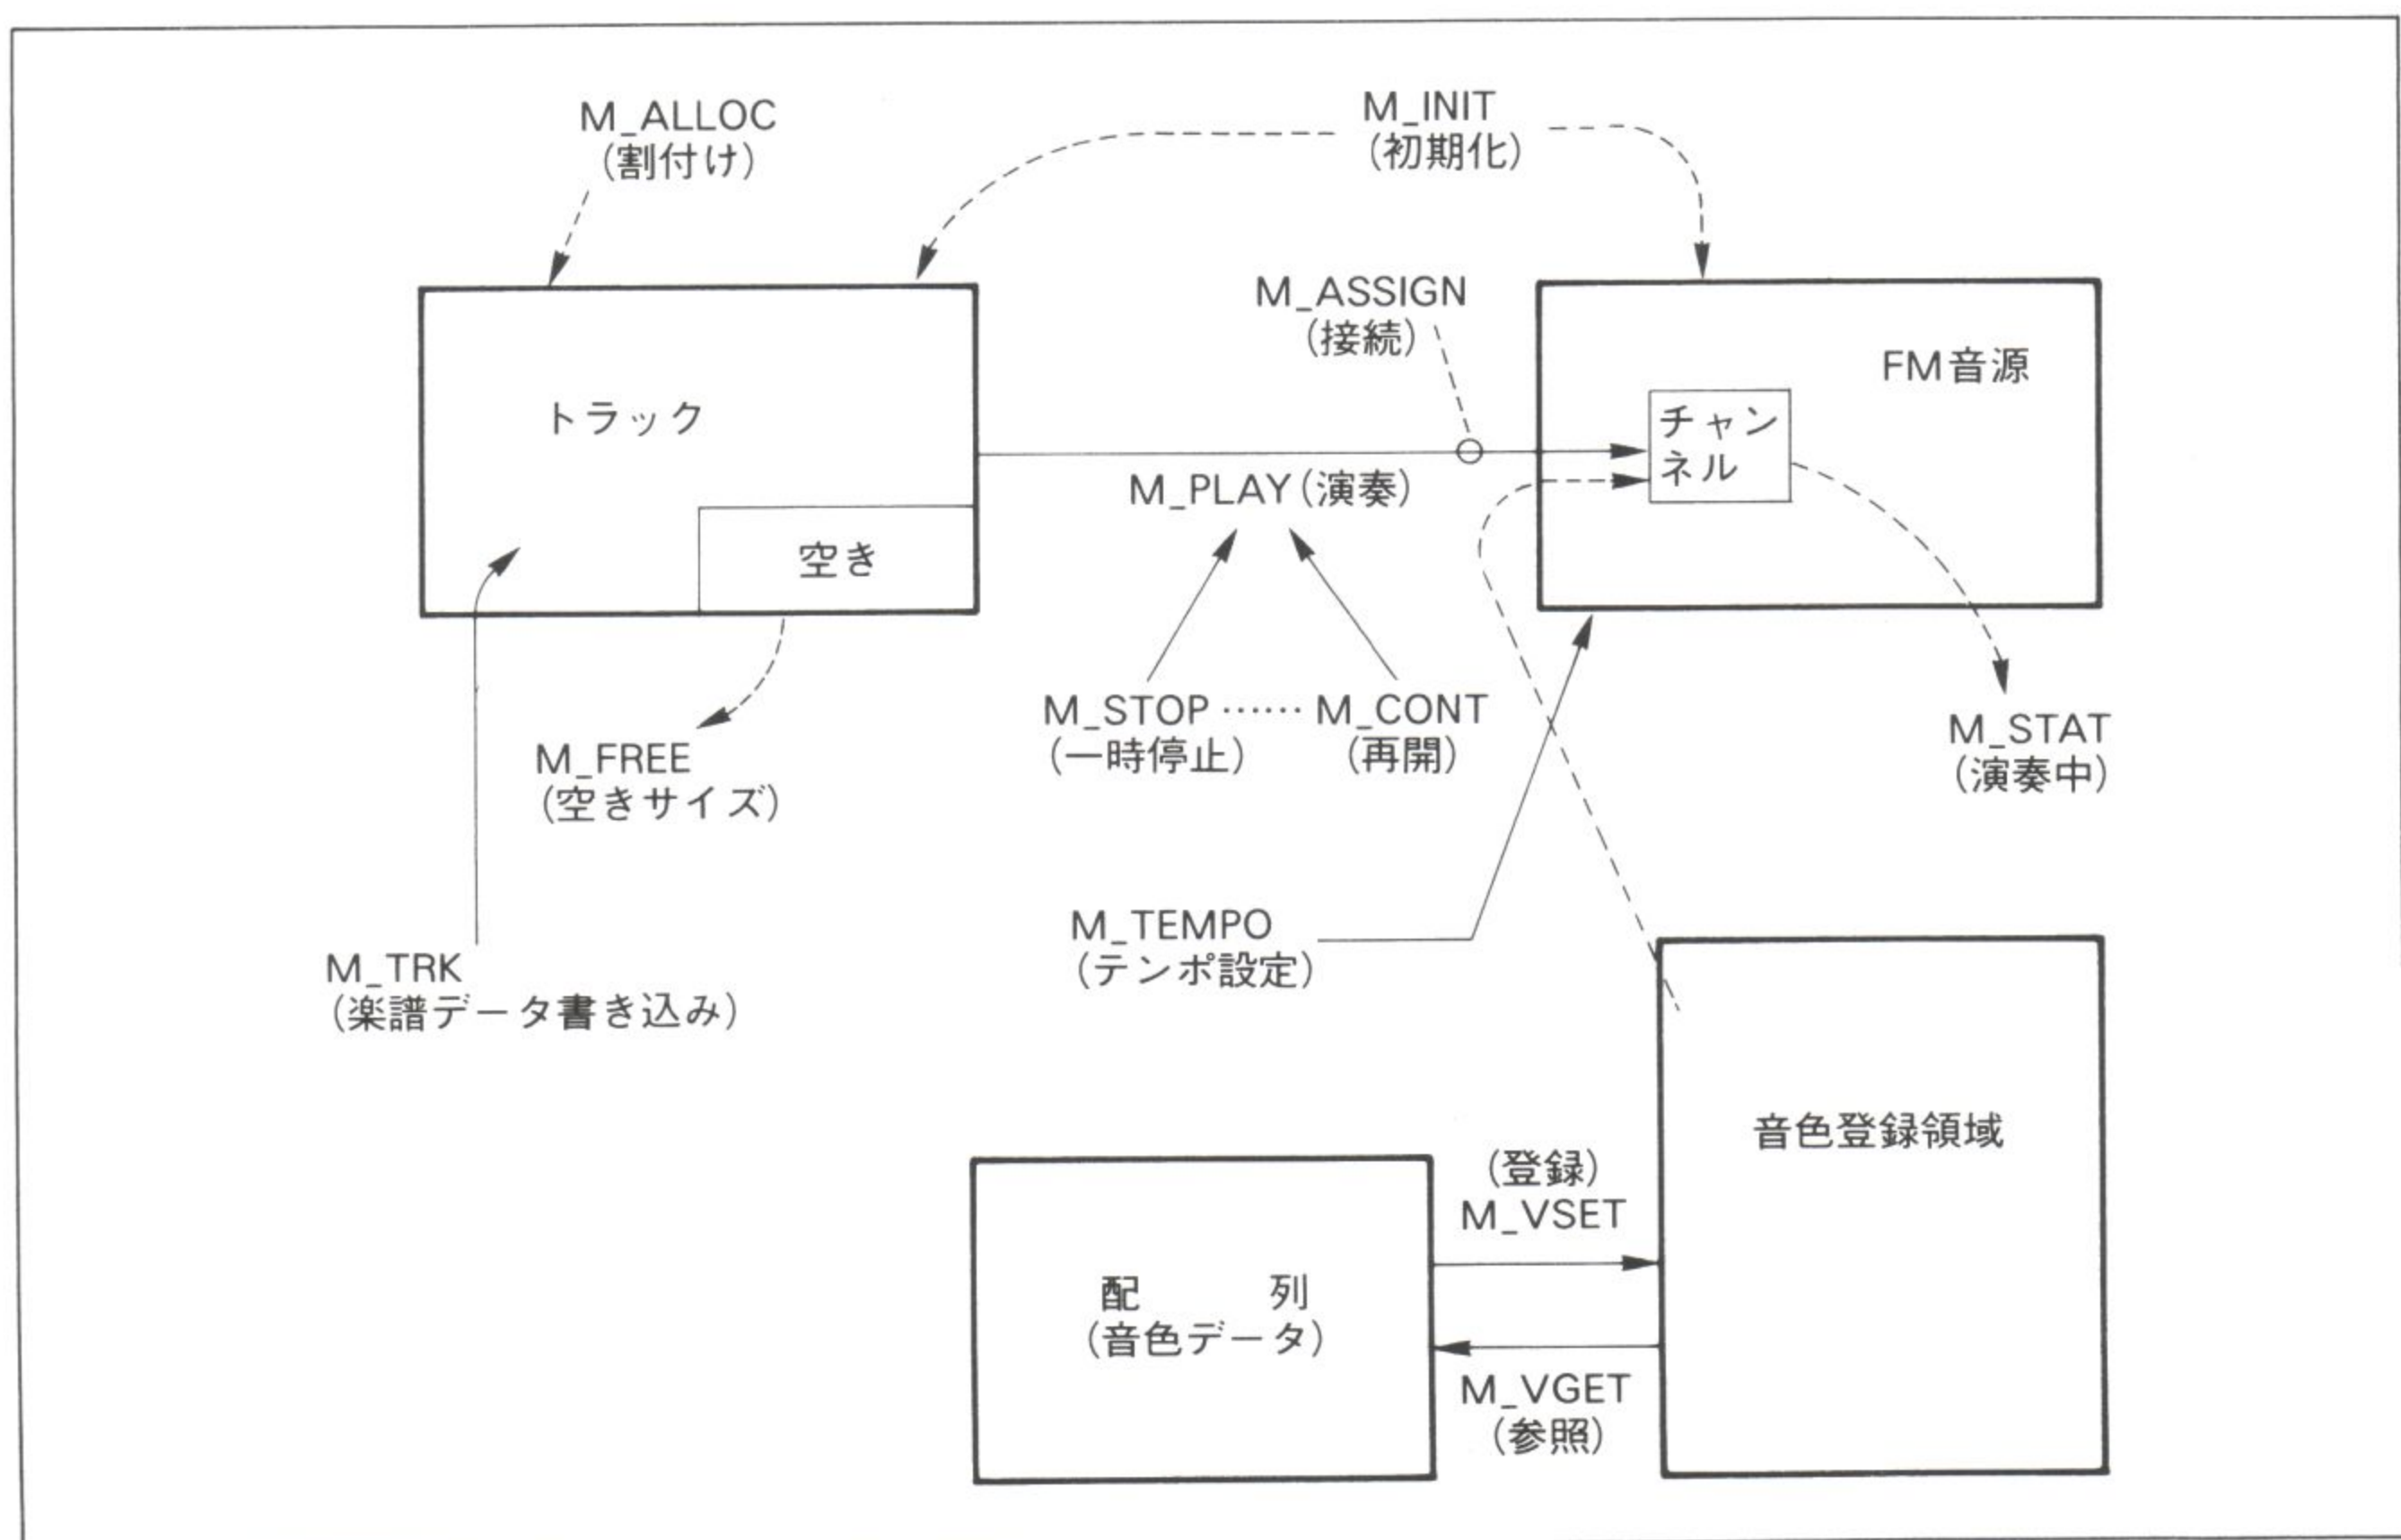 M_ALLOC
(割付け)
M_INIT
(初期化)
M_ASSIGN
(接続)
FM音源
トラック
チャン
ネル
M_PLAY(演奏)
空き
M_STOP ‥‥‥ M_CONT
(一時停止) (再開)
M_STAT
(演奏中)
M_FREE
(空きサイズ)
M_TEMPO
(テンポ設定)
M_TRK
(楽譜データ書き込み)
音色登録領域
(登録)
M_VSET
配 列
(音色データ)
M_VGET
(参照)